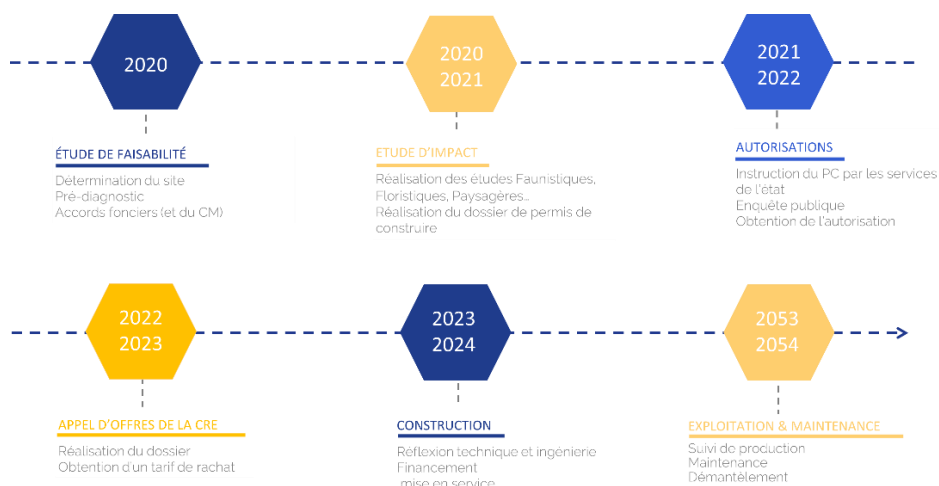 2020
2020
2021
2021
2022
ÉTUDE DE FAISABILITÉ
Détermination du site
Pré-diagnostic
Accords fonciers (et du CM)
ETUDE D'IMPACT
Réalisation des études Faunistiques,
Floristiques, Paysagères...
Réalisation du dossier de permis de
construire
AUTORISATIONS
Instruction du PC par les services
de l'état
Enquête publique
Obtention de l'autorisation
2022
2023
2023
2024
2053
2054
APPEL D'OFFRES DE LA CRE
Réalisation du dossier
Obtention d'un tarif de rachat
CONSTRUCTION
Réflexion technique et ingénierie
Financement
mise en service
EXPLOITATION & MAINTENANCE
Suivi de production
Maintenance
Démantèlement